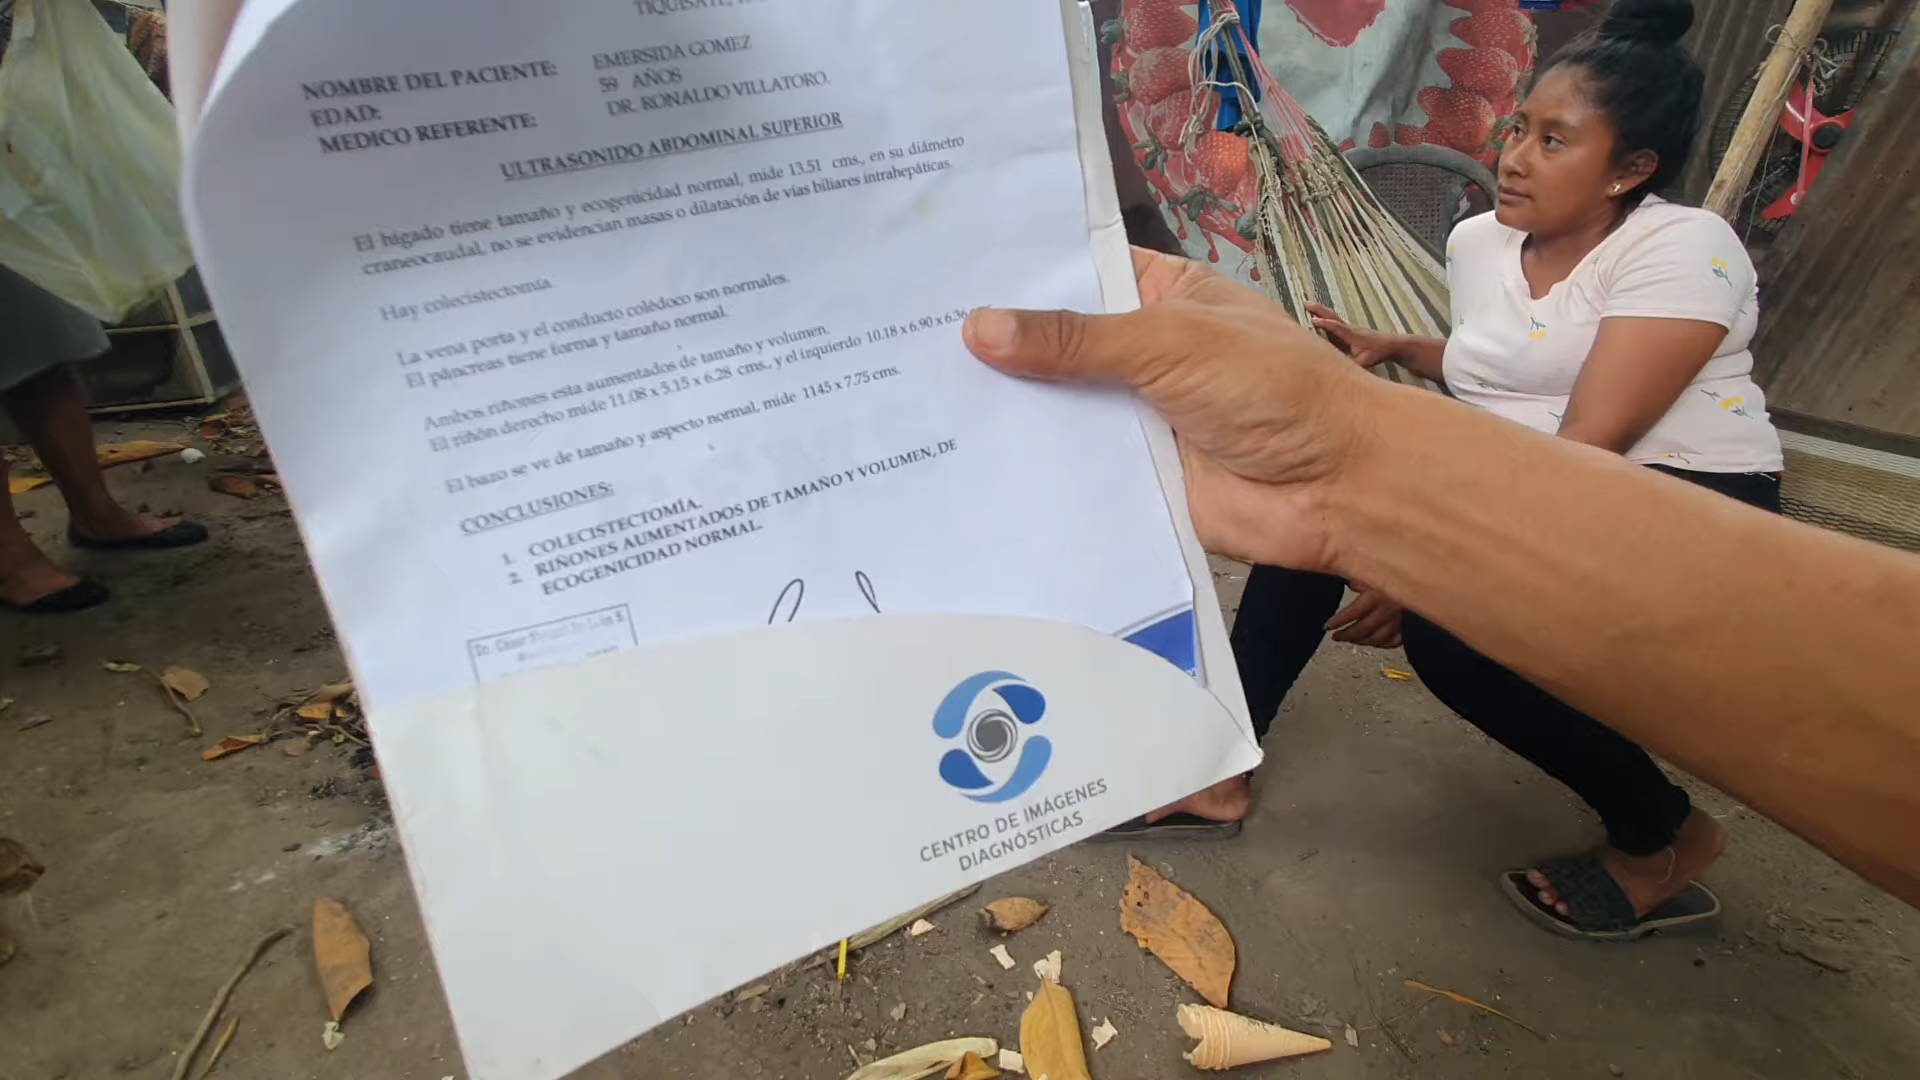 TIQUISATE,
NOMBRE DEL PACIENTE: EMERSIDA GOMEZ
EDAD: 59 AÑOS
MEDICO REFERENTE: DR. RONALDO VILLATORO.
ULTRASONIDO ABDOMINAL SUPERIOR
El hígado tiene tamaño y ecogenicidad normal, mide 13.51 cms., en su diámetro
craneocaudal, no se evidencian masas o dilatación de vías biliares intrahepáticas.
Hay colecistectomía.
La vena porta y el conducto colédoco son normales.
El páncreas tiene forma y tamaño normal.
Ambos riñones esta aumentados de tamaño y volumen.
El riñón derecho mide 11.08 x 5.15 x 6.28 cms., y el izquierdo 10.18 x 6.90 x 6.36
El bazo se ve de tamaño y aspecto normal, mide 1145 x 7.75 cms.
CONCLUSIONES:
1. COLECISTECTOMÍA.
2. RIÑONES AUMENTADOS DE TAMAÑO Y VOLUMEN, DE
ECOGENICIDAD NORMAL.
Dr. César
CENTRO DE IMÁGENES
DIAGNÓSTICAS